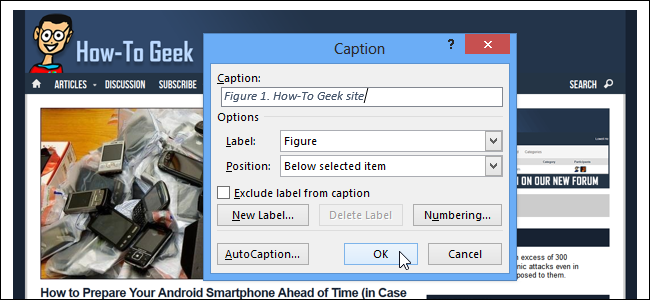 How-To Geek
ARTICLES
DISCUSSION
SUBSCRIBE
SEARCH
Caption
?
Caption:
Figure 1. How-To Geek site
Options
Label:
Figure
Position:
Below selected item
Exclude label from caption
New Label...
Delete Label
Numbering...
AutoCaption...
OK
Cancel
ON OUR NEW FORUM
excess of 300
onic attacks even in
posed to them.
How to Prepare Your Android Smartphone Ahead of Time (in Case